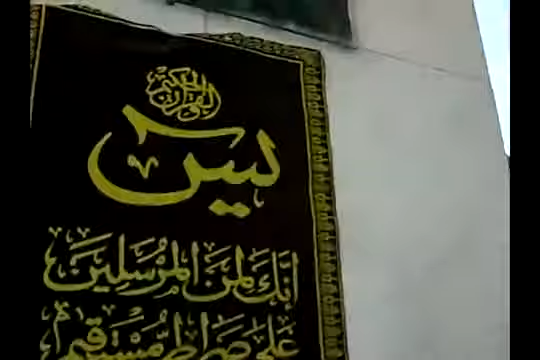 والقرآن الحكيم
يس
إنك لمن المرسلين
على صراط مستقيم